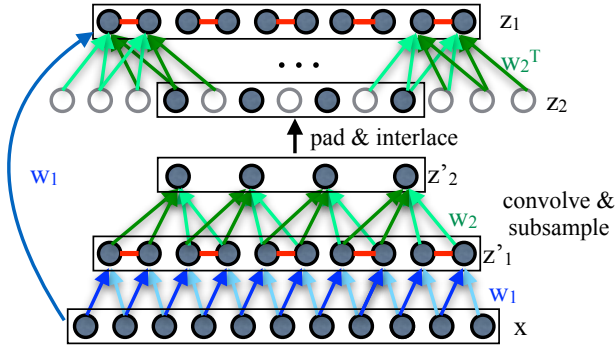 z₁
w₂ᵀ
. . .
z₂
pad & interlace
w₁
z'₂
convolve &
subsample
w₂
z'₁
w₁
x